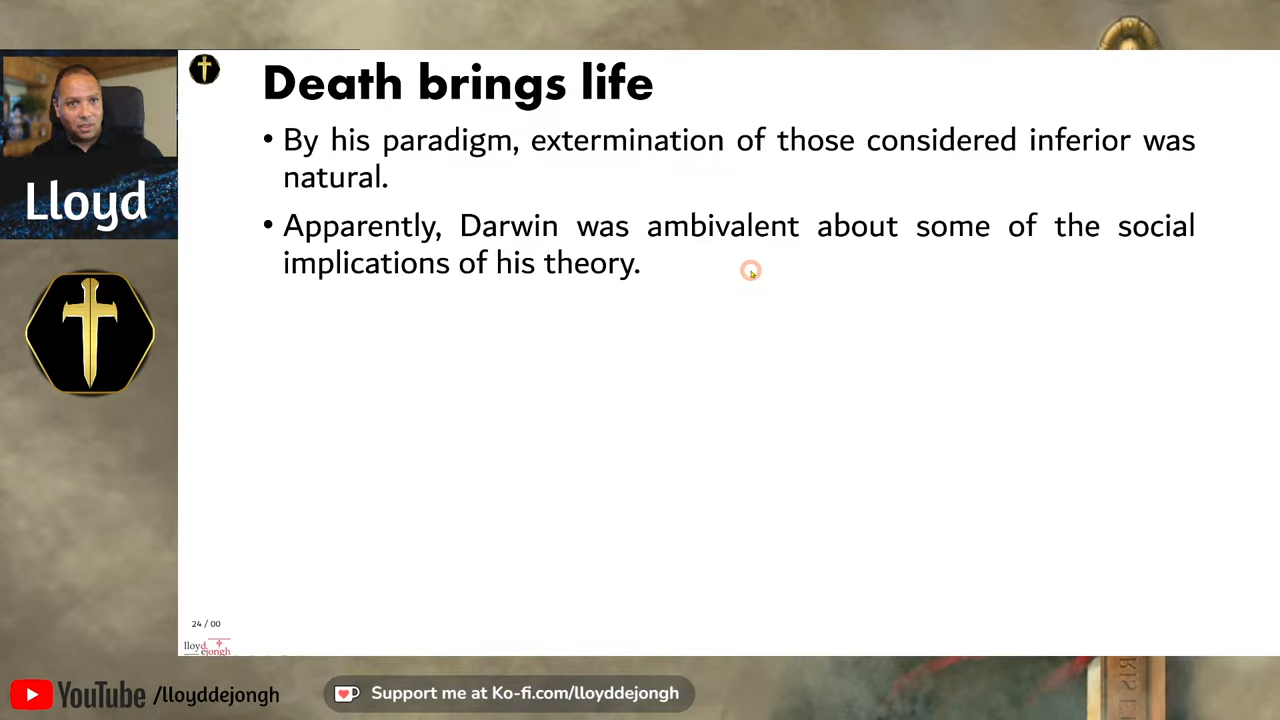 Death brings life
• By his paradigm, extermination of those considered inferior was
natural.
• Apparently, Darwin was ambivalent about some of the social
implications of his theory.
Lloyd
24 / 00
lloyd
ejongh
YouTube /lloyddejongh
Support me at Ko-fi.com/lloyddejongh